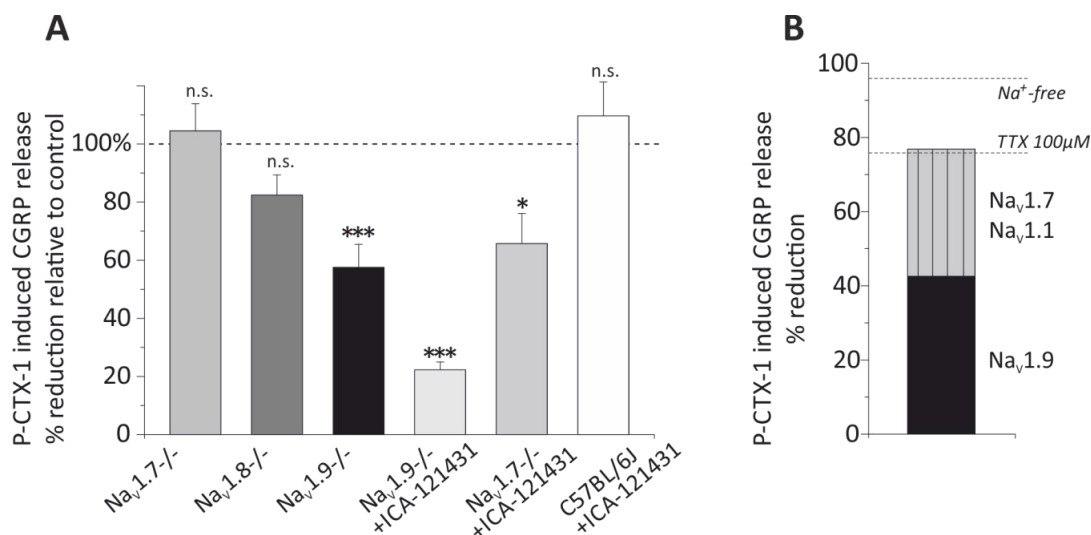 A
P-CTX-1 induced CGRP release
% reduction relative to control
100%
80
60
40
20
0
n.s.
n.s.
***
***
*
n.s.
Naᵥ1.7-/-
Naᵥ1.8-/-
Naᵥ1.9-/-
Naᵥ1.9-/-
+ICA-121431
Naᵥ1.7-/-
+ICA-121431
C57BL/6J
+ICA-121431
B
P-CTX-1 induced CGRP release
% reduction
100
80
60
40
20
0
Na⁺-free
TTX 100µM
Naᵥ1.7
Naᵥ1.1
Naᵥ1.9